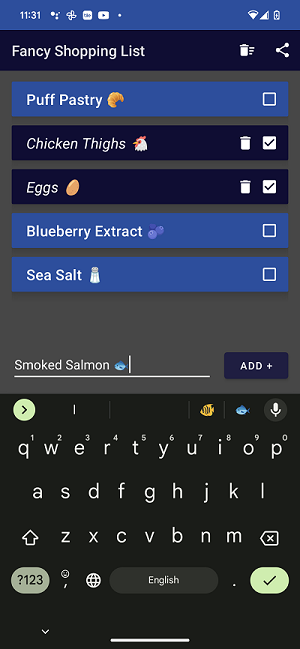 11:31
Fancy Shopping List
Puff Pastry 🥐
Chicken Thighs 🐔
Eggs 🥚
Blueberry Extract 🫐
Sea Salt 🧂
Smoked Salmon 🐟
ADD +
I
q1 w2 e3 r4 t5 y6 u7 i8 o9 p0
a s d f g h j k l
z x c v b n m
?123 , English .